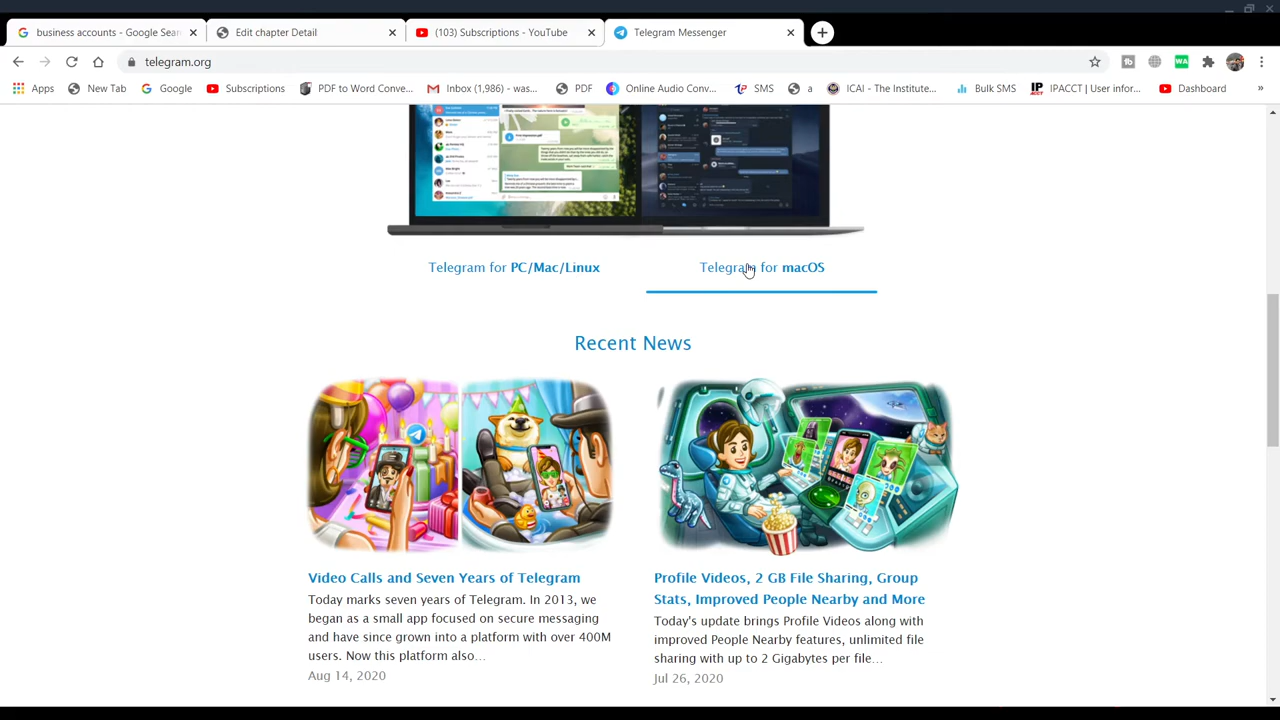 business accounts - Google Sear
Edit chapter Detail
(103) Subscriptions - YouTube
Telegram Messenger
telegram.org
Apps
New Tab
Google
Subscriptions
PDF to Word Conve...
Inbox (1,986) - was...
PDF
Online Audio Conv...
SMS
a
ICAI - The Institute...
Bulk SMS
IPACCT | User infor...
Dashboard
»
Telegram for PC/Mac/Linux
Telegram for macOS
Recent News
Video Calls and Seven Years of Telegram
Today marks seven years of Telegram. In 2013, we
began as a small app focused on secure messaging
and have since grown into a platform with over 400M
users. Now this platform also...
Aug 14, 2020
Profile Videos, 2 GB File Sharing, Group
Stats, Improved People Nearby and More
Today's update brings Profile Videos along with
improved People Nearby features, unlimited file
sharing with up to 2 Gigabytes per file...
Jul 26, 2020